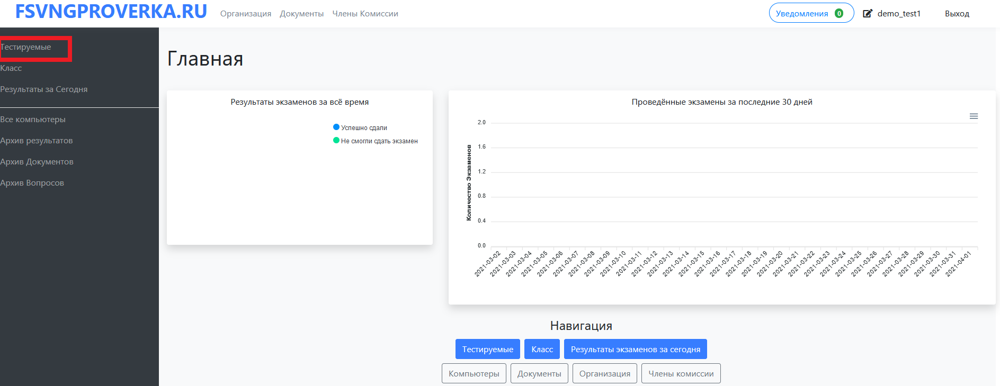 FSVNGPROVERKA.RU Организация Документы Члены Комиссии Уведомления 0 demo_test1 Выход
Тестируемые
Класс
Результаты за Сегодня
Все компьютеры
Архив результатов
Архив Документов
Архив Вопросов
Главная
Результаты экзаменов за всё время
Успешно сдали
Не смогли сдать экзамен
Проведённые экзамены за последние 30 дней
Количество Экзаменов
2.0
1.6
1.2
0.8
0.4
0.0
2021-03-02 2021-03-03 2021-03-04 2021-03-05 2021-03-06 2021-03-07 2021-03-08 2021-03-09 2021-03-10 2021-03-11 2021-03-12 2021-03-13 2021-03-14 2021-03-15 2021-03-16 2021-03-17 2021-03-18 2021-03-19 2021-03-20 2021-03-21 2021-03-22 2021-03-23 2021-03-24 2021-03-25 2021-03-26 2021-03-27 2021-03-28 2021-03-29 2021-03-30 2021-03-31 2021-04-01
Навигация
Тестируемые Класс Результаты экзаменов за сегодня
Компьютеры Документы Организация Члены комиссии